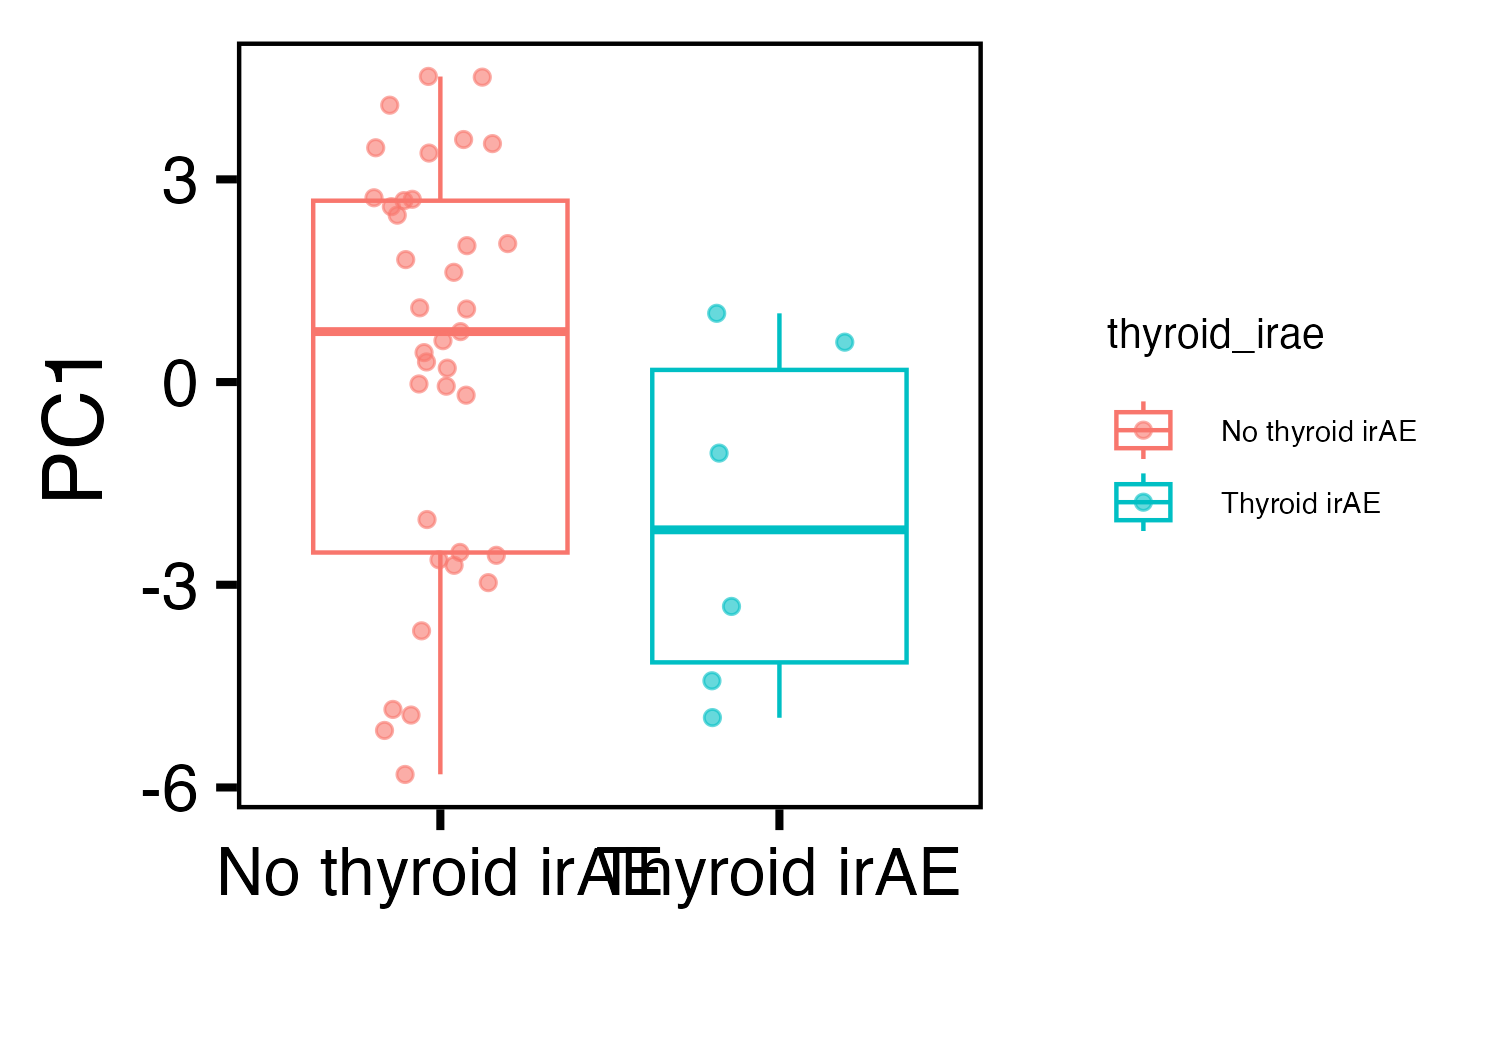 PC1
3
0
-3
-6
No thyroid irAE
Thyroid irAE
thyroid_irae
No thyroid irAE
Thyroid irAE